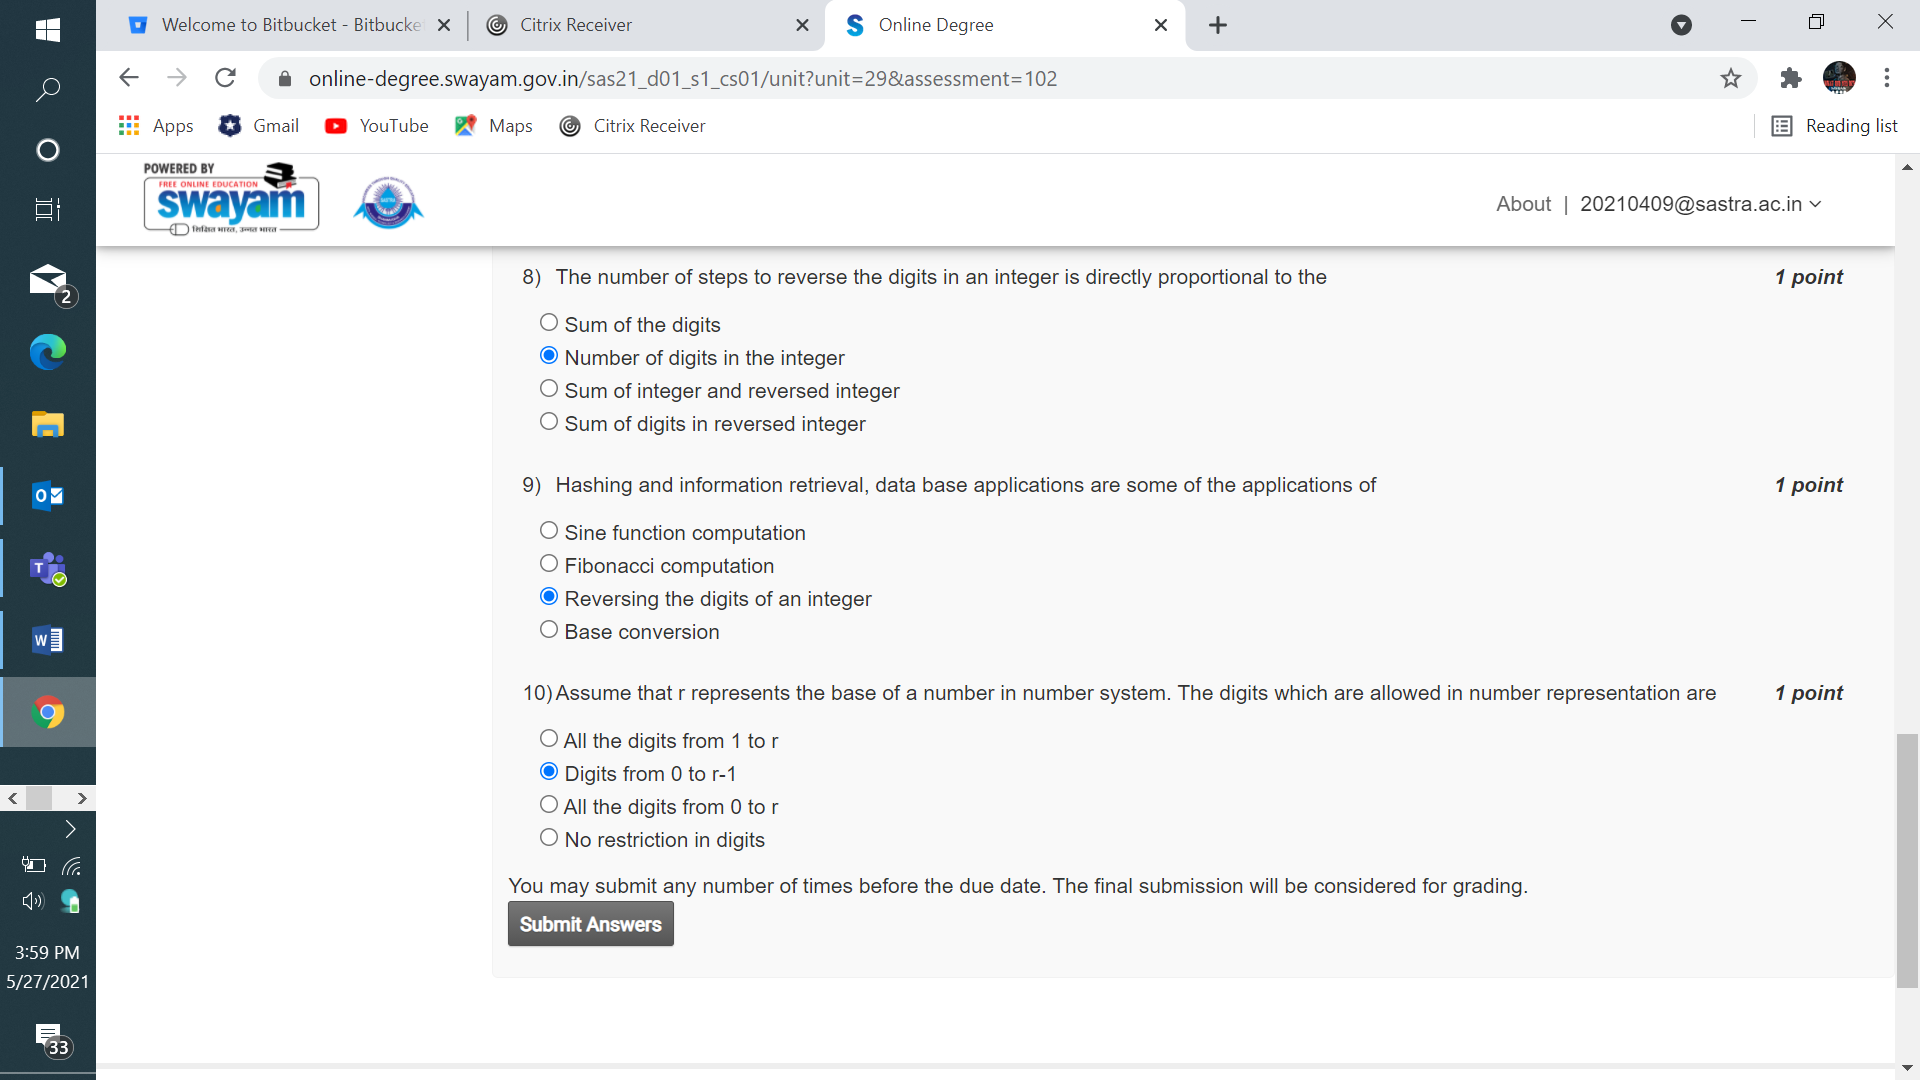 Welcome to Bitbucket - Bitbucke
Citrix Receiver
Online Degree
online-degree.swayam.gov.in/sas21_d01_s1_cs01/unit?unit=29&assessment=102
Apps
Gmail
YouTube
Maps
Citrix Receiver
Reading list
POWERED BY
FREE ONLINE EDUCATION
swayam
शिक्षित भारत, उन्नत भारत
About | 20210409@sastra.ac.in
8) The number of steps to reverse the digits in an integer is directly proportional to the 1 point
Sum of the digits
Number of digits in the integer
Sum of integer and reversed integer
Sum of digits in reversed integer
9) Hashing and information retrieval, data base applications are some of the applications of 1 point
Sine function computation
Fibonacci computation
Reversing the digits of an integer
Base conversion
10) Assume that r represents the base of a number in number system. The digits which are allowed in number representation are 1 point
All the digits from 1 to r
Digits from 0 to r-1
All the digits from 0 to r
No restriction in digits
You may submit any number of times before the due date. The final submission will be considered for grading.
Submit Answers
2
3:59 PM
5/27/2021
33